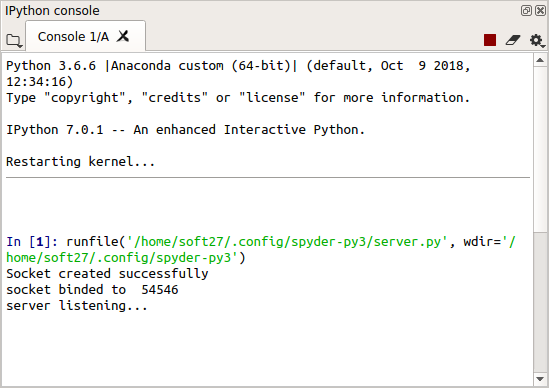 IPython console
Console 1/A
Python 3.6.6 |Anaconda custom (64-bit)| (default, Oct  9 2018,
12:34:16)
Type "copyright", "credits" or "license" for more information.
IPython 7.0.1 -- An enhanced Interactive Python.
Restarting kernel...
In [1]: runfile('/home/soft27/.config/spyder-py3/server.py', wdir='/
home/soft27/.config/spyder-py3')
Socket created successfully
socket binded to  54546
server listening...